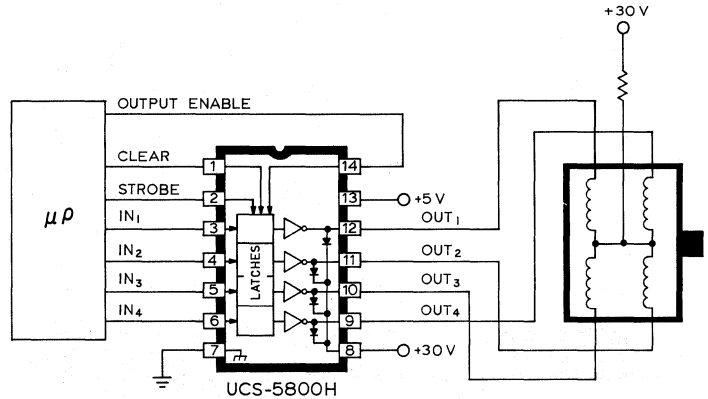 +30 V
OUTPUT ENABLE
CLEAR
STROBE
IN1
IN2
IN3
IN4
μρ
1
2
3
4
5
6
7
LATCHES
14
13
12
11
10
9
8
+5 V
OUT1
OUT2
OUT3
OUT4
+30 V
UCS-5800H